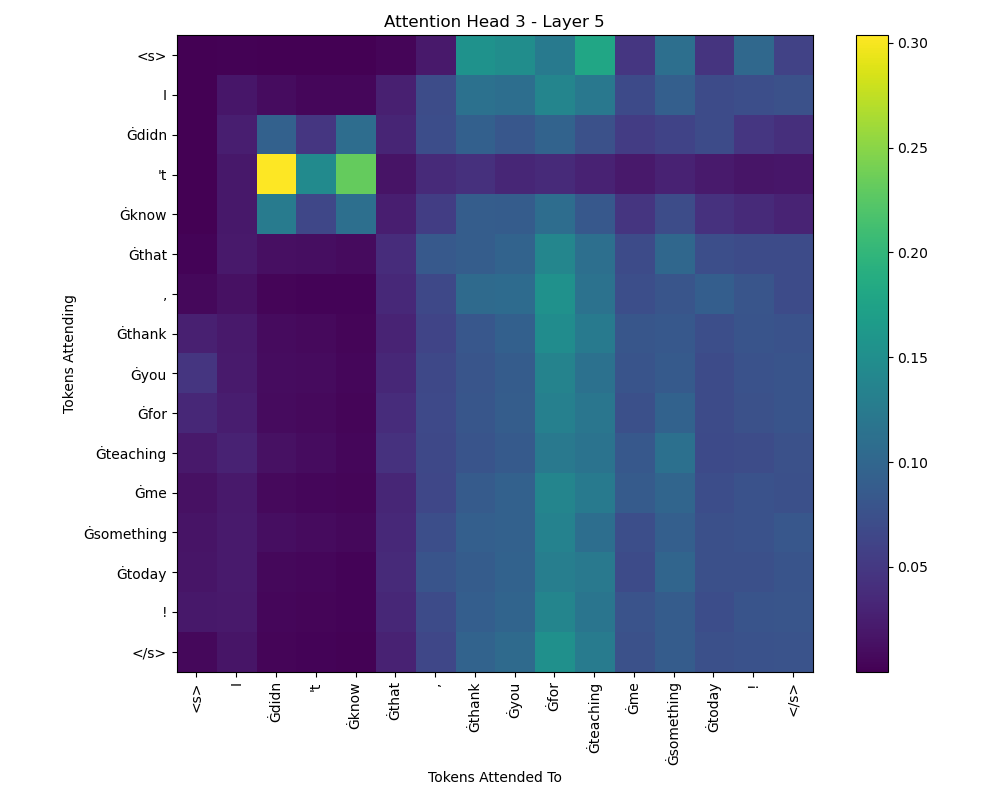 Attention Head 3 - Layer 5
<s>
I
Ġdidn
't
Ġknow
Ġthat
,
Ġthank
Ġyou
Ġfor
Ġteaching
Ġme
Ġsomething
Ġtoday
!
</s>
Tokens Attending
<s>
I
Ġdidn
't
Ġknow
Ġthat
,
Ġthank
Ġyou
Ġfor
Ġteaching
Ġme
Ġsomething
Ġtoday
!
</s>
Tokens Attended To
0.30
0.25
0.20
0.15
0.10
0.05